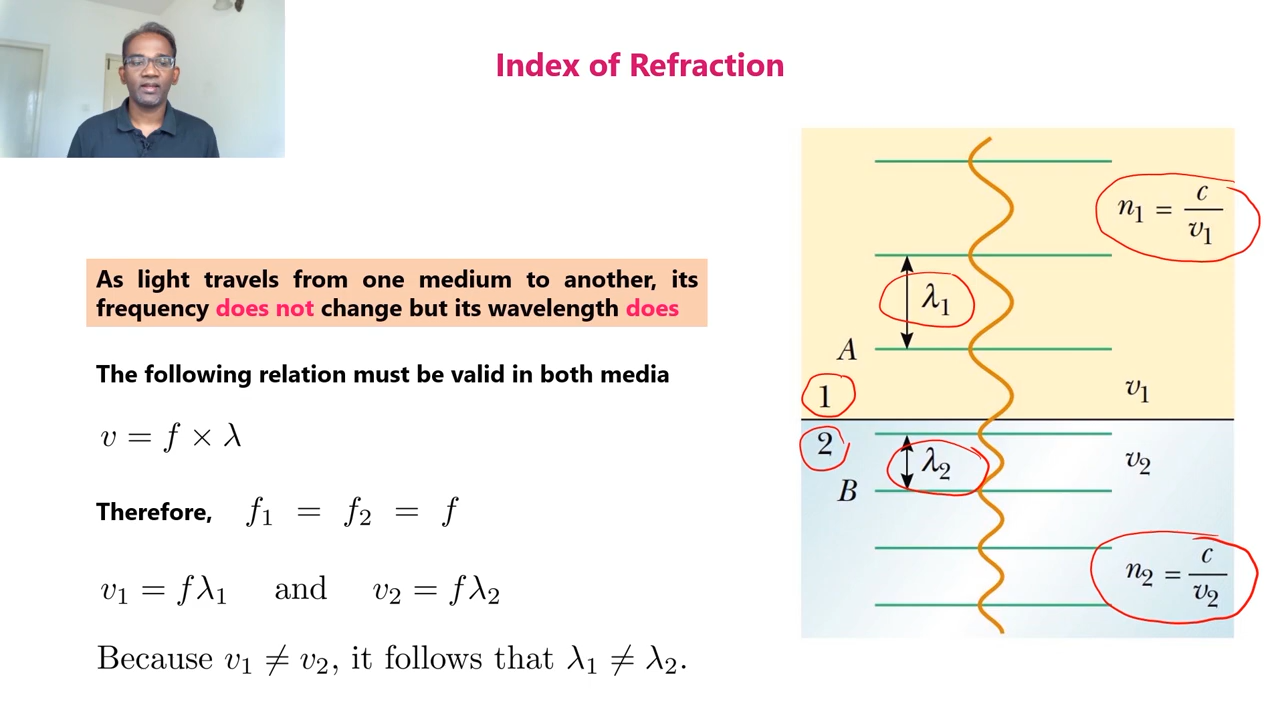 Index of Refraction
As light travels from one medium to another, its
frequency does not change but its wavelength does
The following relation must be valid in both media
v = f × λ
Therefore, f₁ = f₂ = f
v₁ = fλ₁ and v₂ = fλ₂
Because v₁ ≠ v₂, it follows that λ₁ ≠ λ₂.
n₁ = c/v₁
λ₁
A
1
v₁
2
λ₂
v₂
B
n₂ = c/v₂